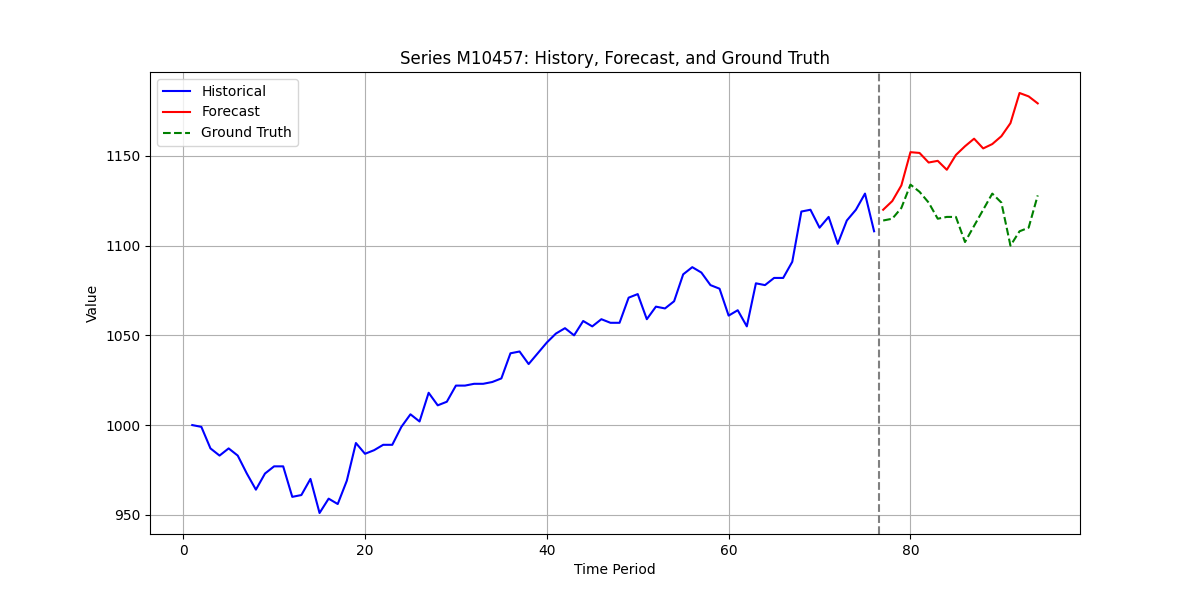 Series M10457: History, Forecast, and Ground Truth
Historical
Forecast
Ground Truth
Value
1150
1100
1050
1000
950
0 20 40 60 80
Time Period